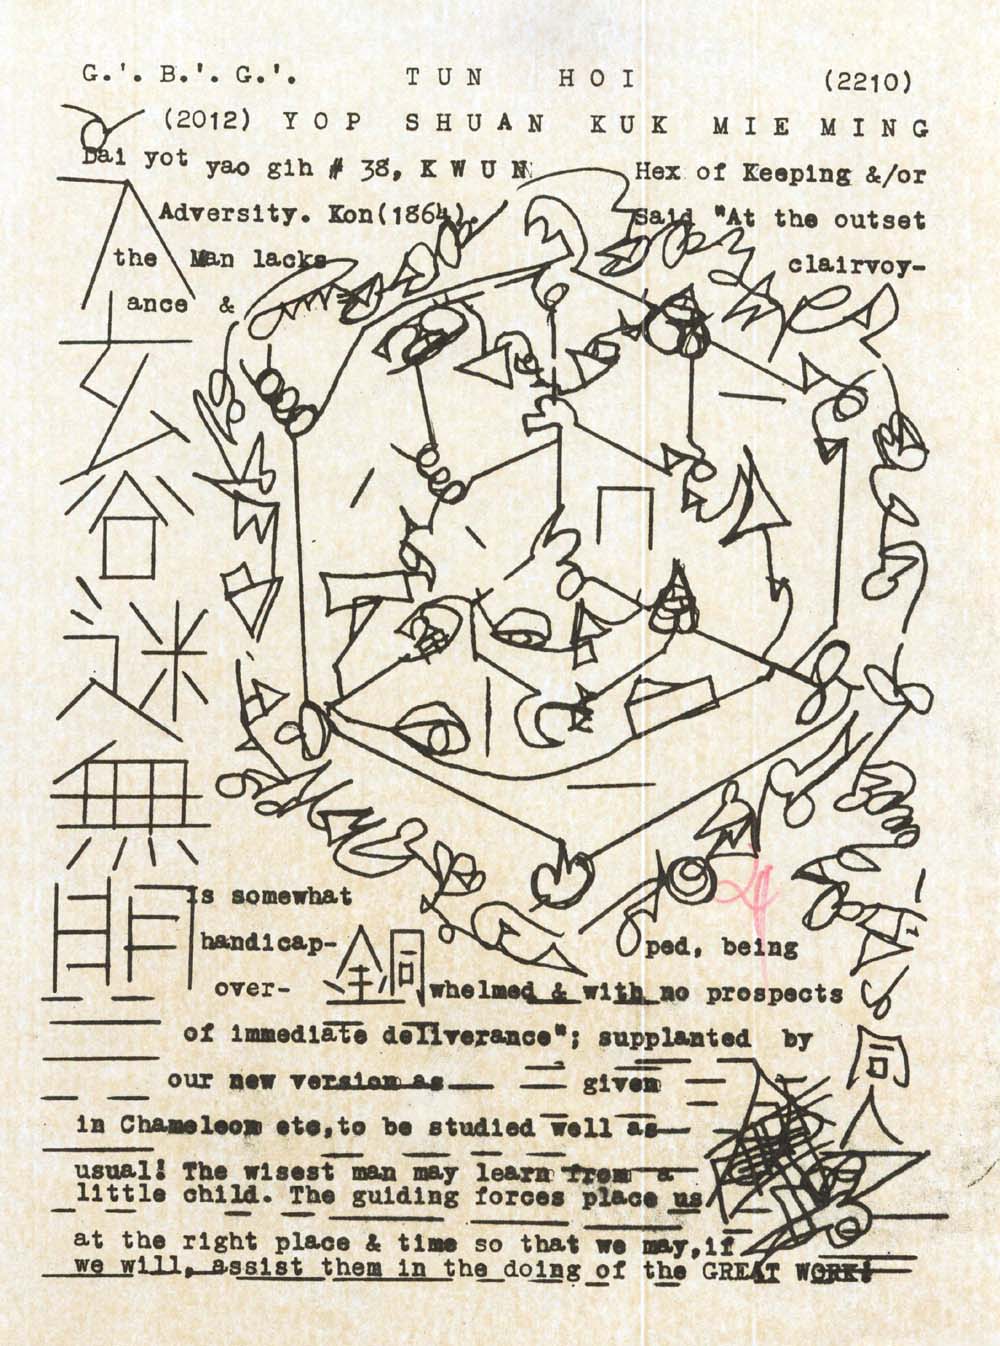 G.'. B.'. G.'. TUN HOI (2210)
(2012) YOP SHUAN KUK MIE MING
Dai yot yao gih # 38, KWUN Hex of Keeping &/or
Adversity. Kon(1864). Said "At the outset
the Man lacks clairvoy-
ance &
is somewhat
handicap- ped, being
over- whelmed & with no prospects
of immediate deliverance"; supplanted by
our new version as given
in Chameleon etc,to be studied well as
usual! The wisest man may learn from a
little child. The guiding forces place us
at the right place & time so that we may,if
we will, assist them in the doing of the GREAT WORK!